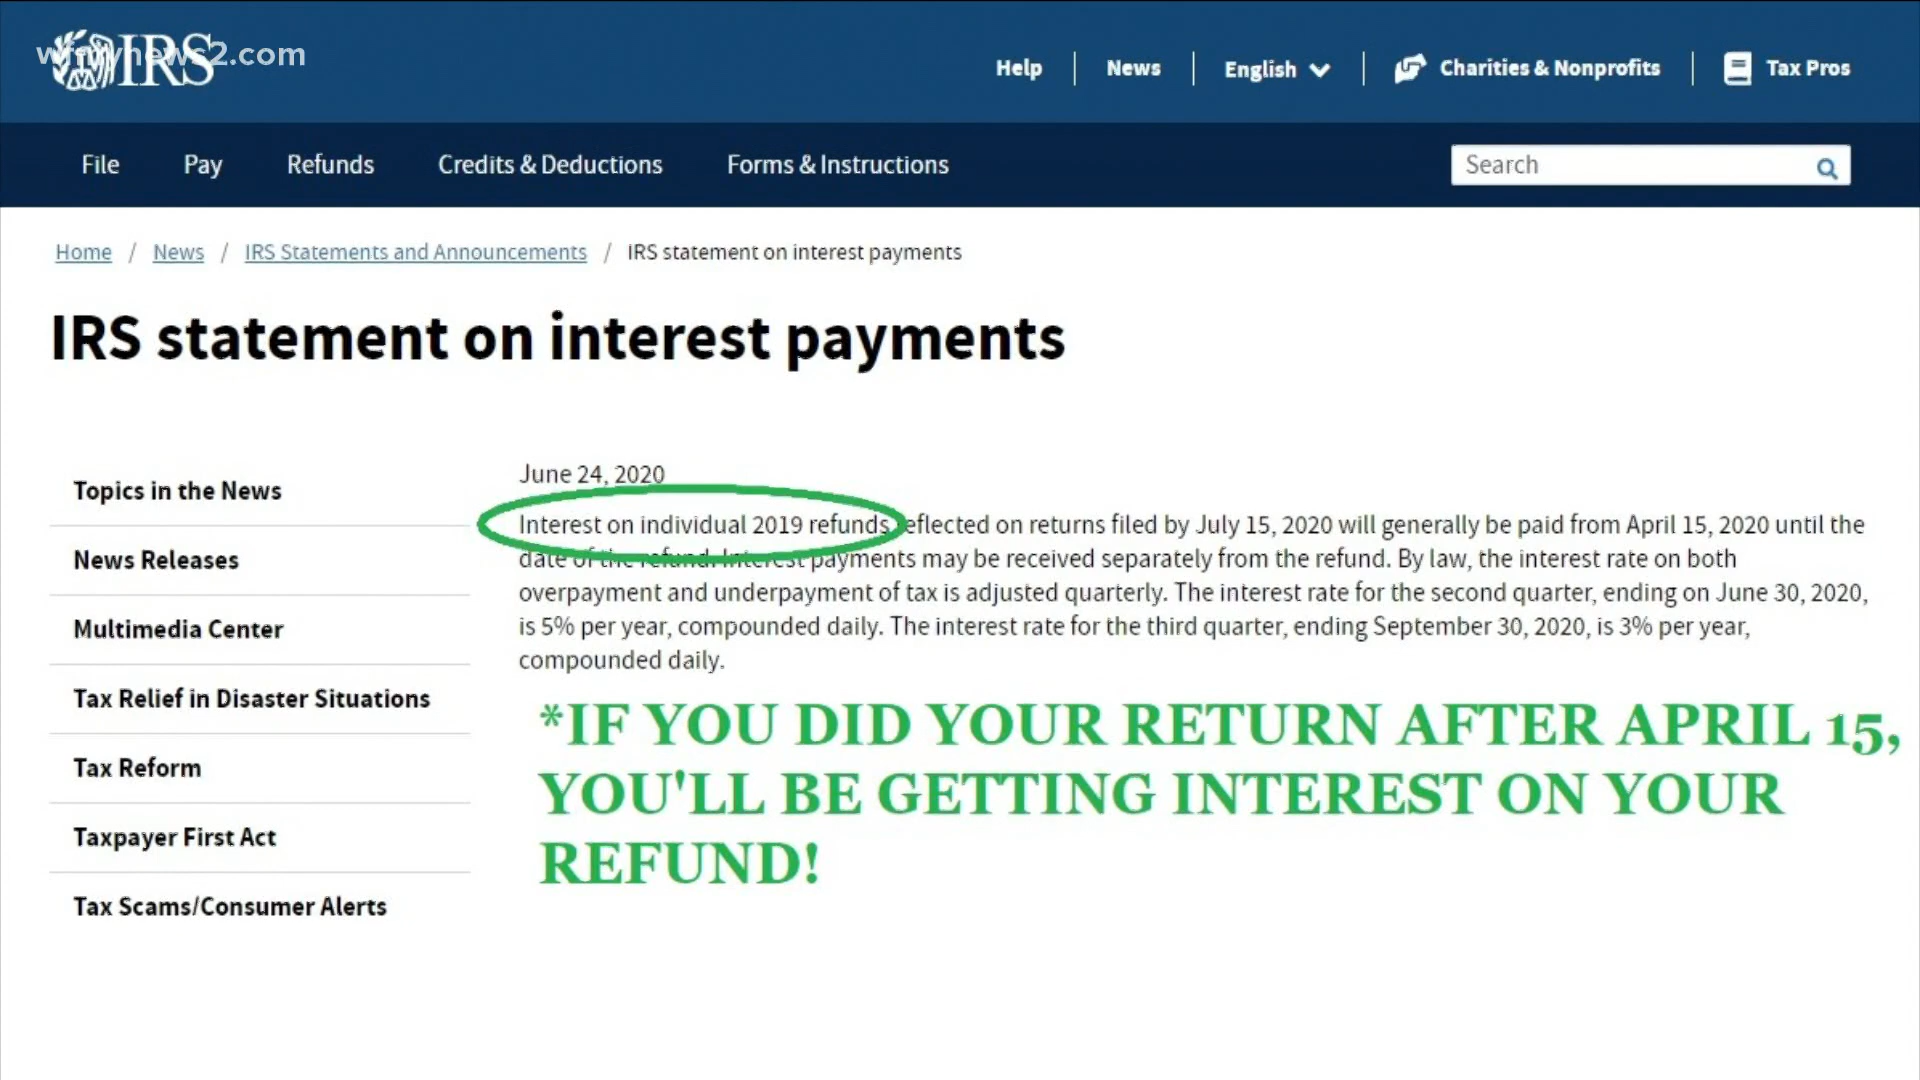 wfmynews2.com
IRS
Help
News
English
Charities & Nonprofits
Tax Pros
File
Pay
Refunds
Credits & Deductions
Forms & Instructions
Search
Home / News / IRS Statements and Announcements / IRS statement on interest payments
IRS statement on interest payments
Topics in the News
News Releases
Multimedia Center
Tax Relief in Disaster Situations
Tax Reform
Taxpayer First Act
Tax Scams/Consumer Alerts
June 24, 2020
Interest on individual 2019 refunds reflected on returns filed by July 15, 2020 will generally be paid from April 15, 2020 until the
date of the refund. Interest payments may be received separately from the refund. By law, the interest rate on both
overpayment and underpayment of tax is adjusted quarterly. The interest rate for the second quarter, ending on June 30, 2020,
is 5% per year, compounded daily. The interest rate for the third quarter, ending September 30, 2020, is 3% per year,
compounded daily.
*IF YOU DID YOUR RETURN AFTER APRIL 15,
YOU'LL BE GETTING INTEREST ON YOUR
REFUND!